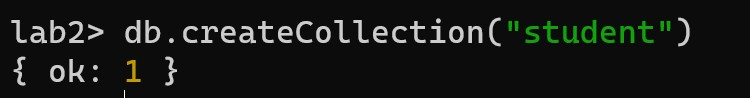 lab2> db.createCollection("student")
{ ok: 1 }